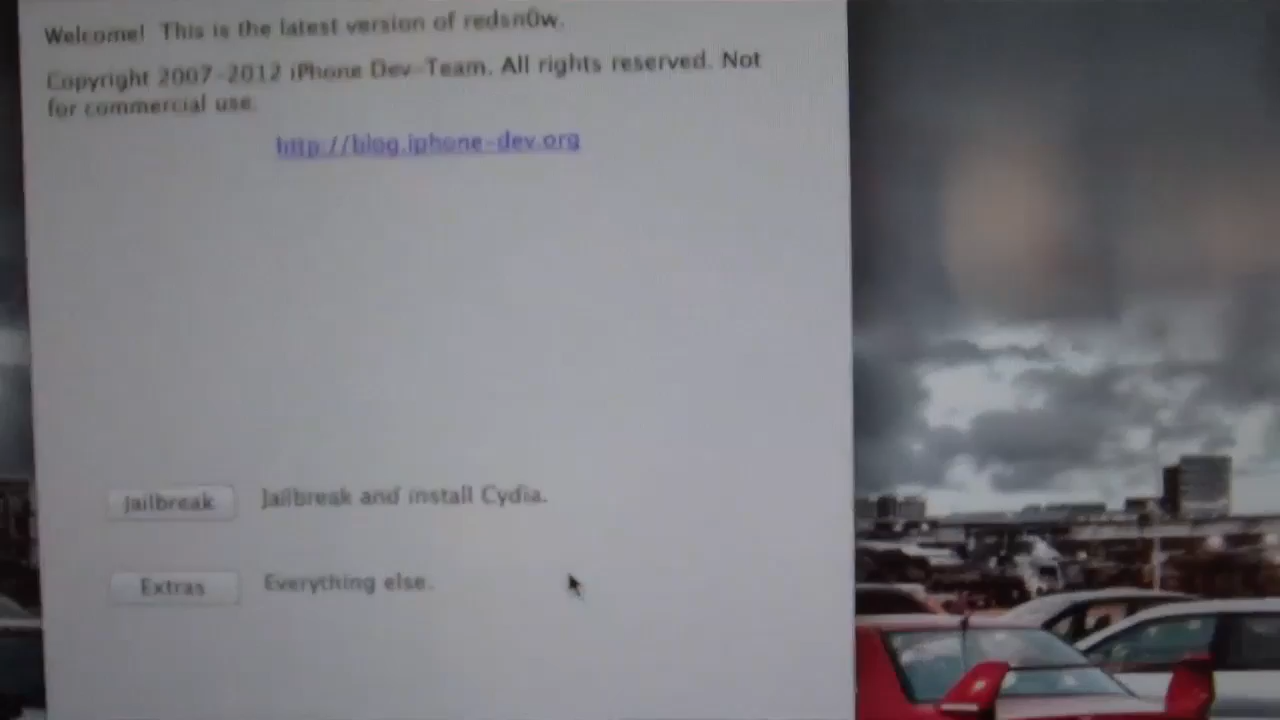 Welcome!  This is the latest version of redsn0w.
Copyright 2007-2012 iPhone Dev-Team. All rights reserved. Not
for commercial use.
http://blog.iphone-dev.org
Jailbreak
Jailbreak and install Cydia.
Extras
Everything else.